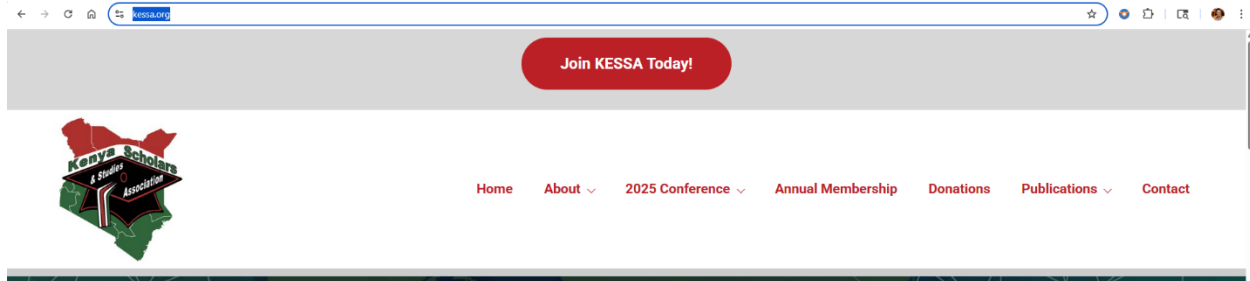 kessa.org
Join KESSA Today!
Kenya Scholars
& Studies
Association
Home About 2025 Conference Annual Membership Donations Publications Contact